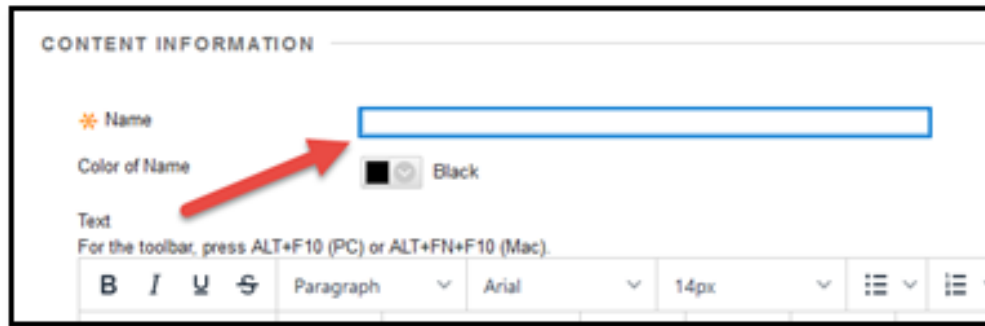 CONTENT INFORMATION
Name
Color of Name Black
Text
For the toolbar, press ALT+F10 (PC) or ALT+FN+F10 (Mac).
B I U S Paragraph Arial 14px